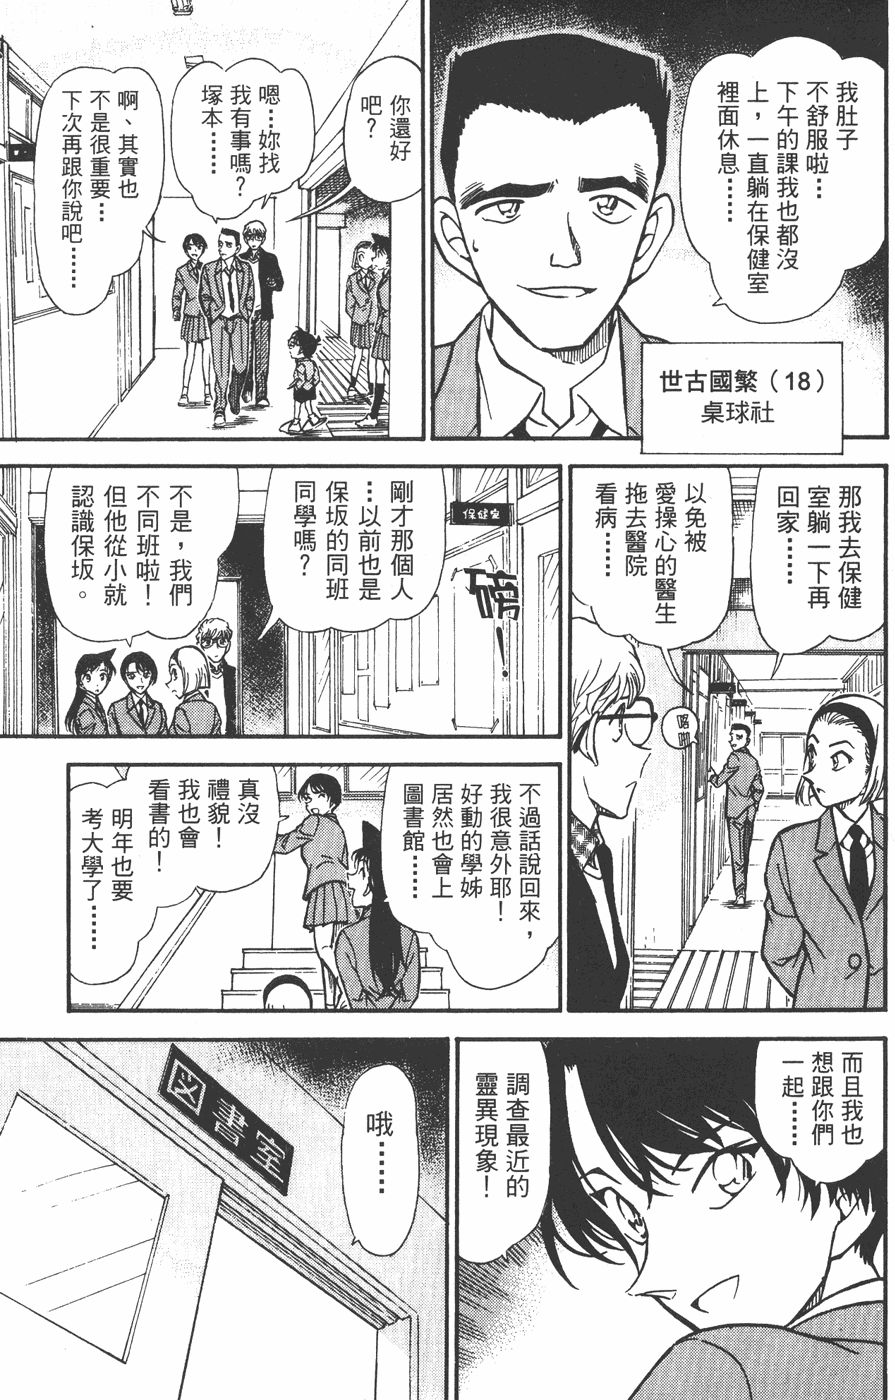 我肚子
不舒服啦…
下午的課我也都沒
上，一直躺在保健室
裡面休息……
世古國繁（18）
桌球社
你還好
吧？
嗯…妳找
我有事嗎？
塚本……
啊、其實也
不是很重要…
下次再跟你說吧……
那我去保健
室躺一下再
回家……
以免被
愛操心的醫生
拖去醫院
看病……
喀啦
保健室
磅！
剛才那個人
…以前也是
保坂的同班
同學嗎？
不是，我們
不同班啦！
但他從小就
認識保坂。
不過話說回來，
我很意外耶！
好動的學姊
居然也會上
圖書館……
真沒
禮貌！
我也會
看書的！
明年也要
考大學了……
而且我也
想跟你們
一起……
調查最近的
靈異現象！
哦……
図書室